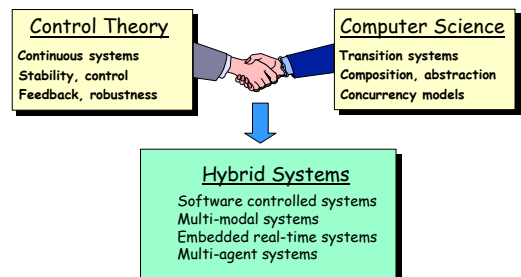 Control Theory
Continuous systems
Stability, control
Feedback, robustness
Computer Science
Transition systems
Composition, abstraction
Concurrency models
Hybrid Systems
Software controlled systems
Multi-modal systems
Embedded real-time systems
Multi-agent systems